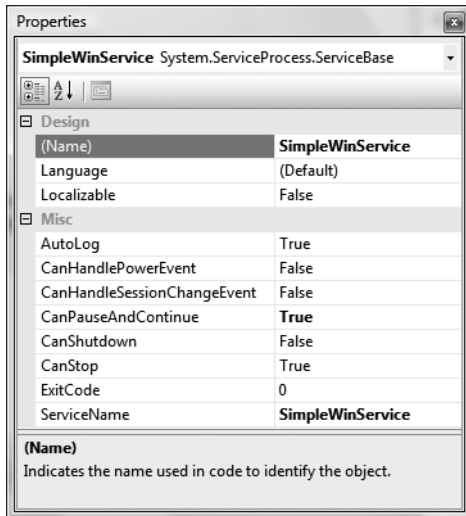 Properties
SimpleWinService System.ServiceProcess.ServiceBase
Design
(Name) SimpleWinService
Language (Default)
Localizable False
Misc
AutoLog True
CanHandlePowerEvent False
CanHandleSessionChangeEvent False
CanPauseAndContinue True
CanShutdown False
CanStop True
ExitCode 0
ServiceName SimpleWinService
(Name)
Indicates the name used in code to identify the object.